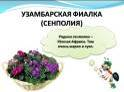 УЗАМБАРСКАЯ ФИАЛКА
(СЕНПОЛИЯ)
Родина сенполии –
Южная Африка. Там
очень жарко и сухо.